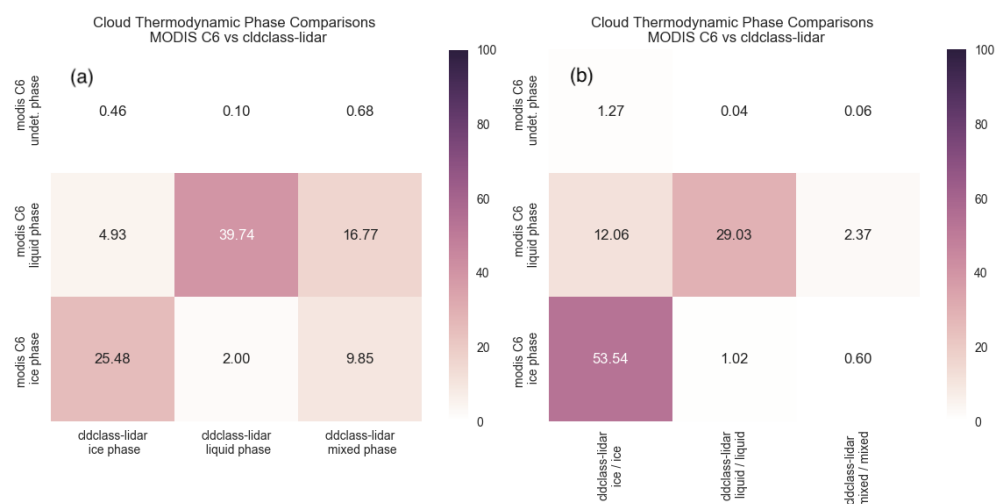 Cloud Thermodynamic Phase Comparisons
MODIS C6 vs cldclass-lidar
(a)
modis C6
undet. phase
0.46 0.10 0.68
modis C6
liquid phase
4.93 39.74 16.77
modis C6
ice phase
25.48 2.00 9.85
cldclass-lidar
ice phase
cldclass-lidar
liquid phase
cldclass-lidar
mixed phase
100
80
60
40
20
0
Cloud Thermodynamic Phase Comparisons
MODIS C6 vs cldclass-lidar
(b)
modis C6
undet. phase
1.27 0.04 0.06
modis C6
liquid phase
12.06 29.03 2.37
modis C6
ice phase
53.54 1.02 0.60
cldclass-lidar
ice / ice
cldclass-lidar
liquid / liquid
cldclass-lidar
mixed / mixed
100
80
60
40
20
0